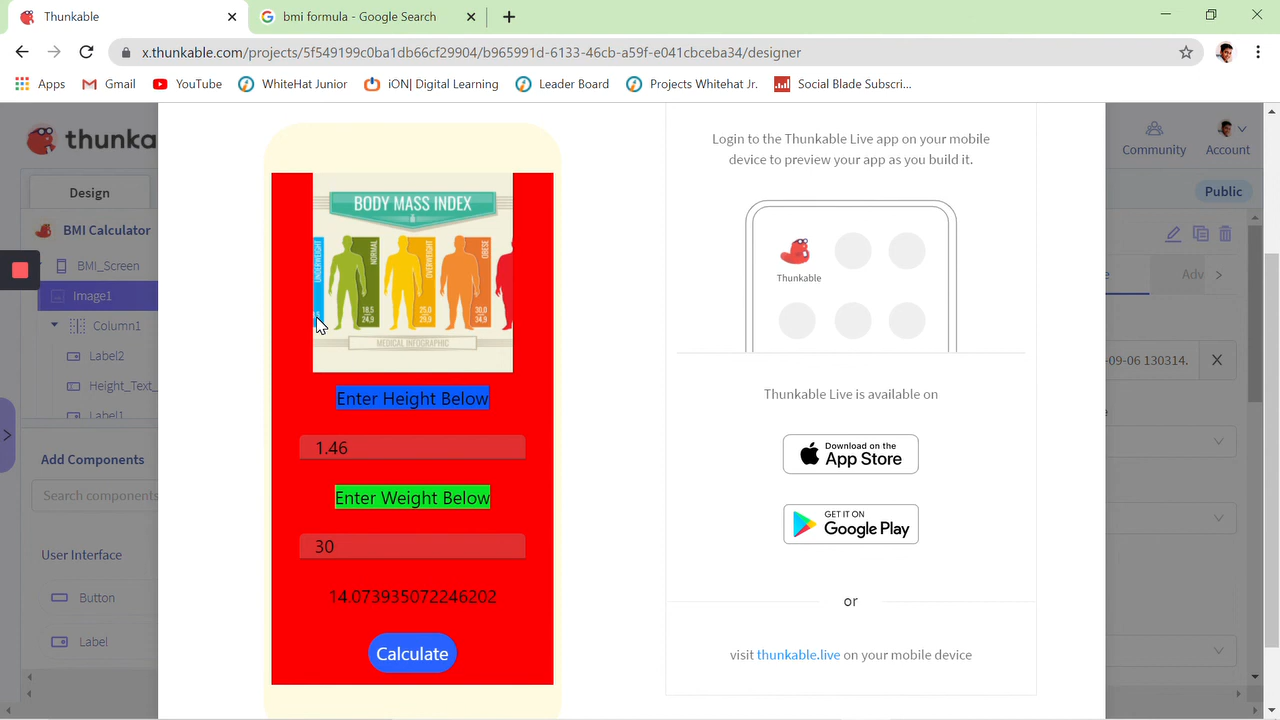 Thunkable
bmi formula - Google Search
x.thunkable.com/projects/5f549199c0ba1db66cf29904/b965991d-6133-46cb-a59f-e041cbceba34/designer
Apps
Gmail
YouTube
WhiteHat Junior
iON| Digital Learning
Leader Board
Projects Whitehat Jr.
Social Blade Subscri...
thunka
Community
Account
Design
Public
BMI Calculator
BMI_Screen
Image1
Column1
Label2
Height_Text_
Label1
Add Components
Search components
User Interface
Button
Label
BODY MASS INDEX
UNDERWEIGHT
NORMAL
OVERWEIGHT
OBESE
18,5
24,9
25,0
29,9
30,0
34,9
MEDICAL INFOGRAPHIC
Enter Height Below
1.46
Enter Weight Below
30
14.073935072246202
Calculate
Login to the Thunkable Live app on your mobile
device to preview your app as you build it.
Thunkable
Thunkable Live is available on
Download on the
App Store
GET IT ON
Google Play
or
visit thunkable.live on your mobile device
Adv
-09-06 130314.